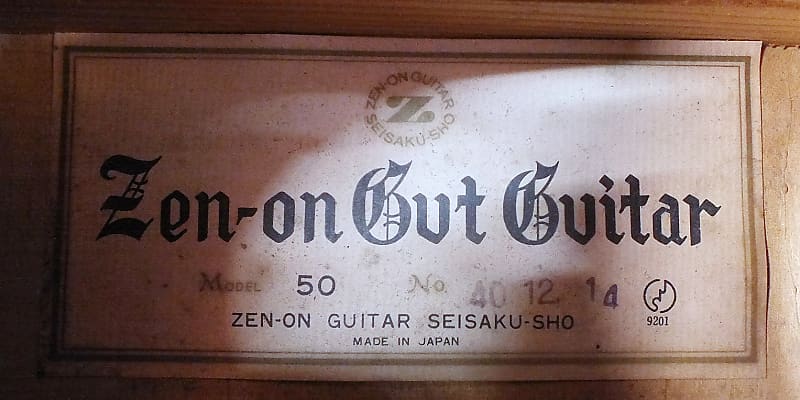 ZEN-ON GUITAR
Z
SEISAKU-SHO
Zen-on Gut Guitar
MODEL 50 No. 40 12 14
ZEN-ON GUITAR SEISAKU-SHO
9201
MADE IN JAPAN